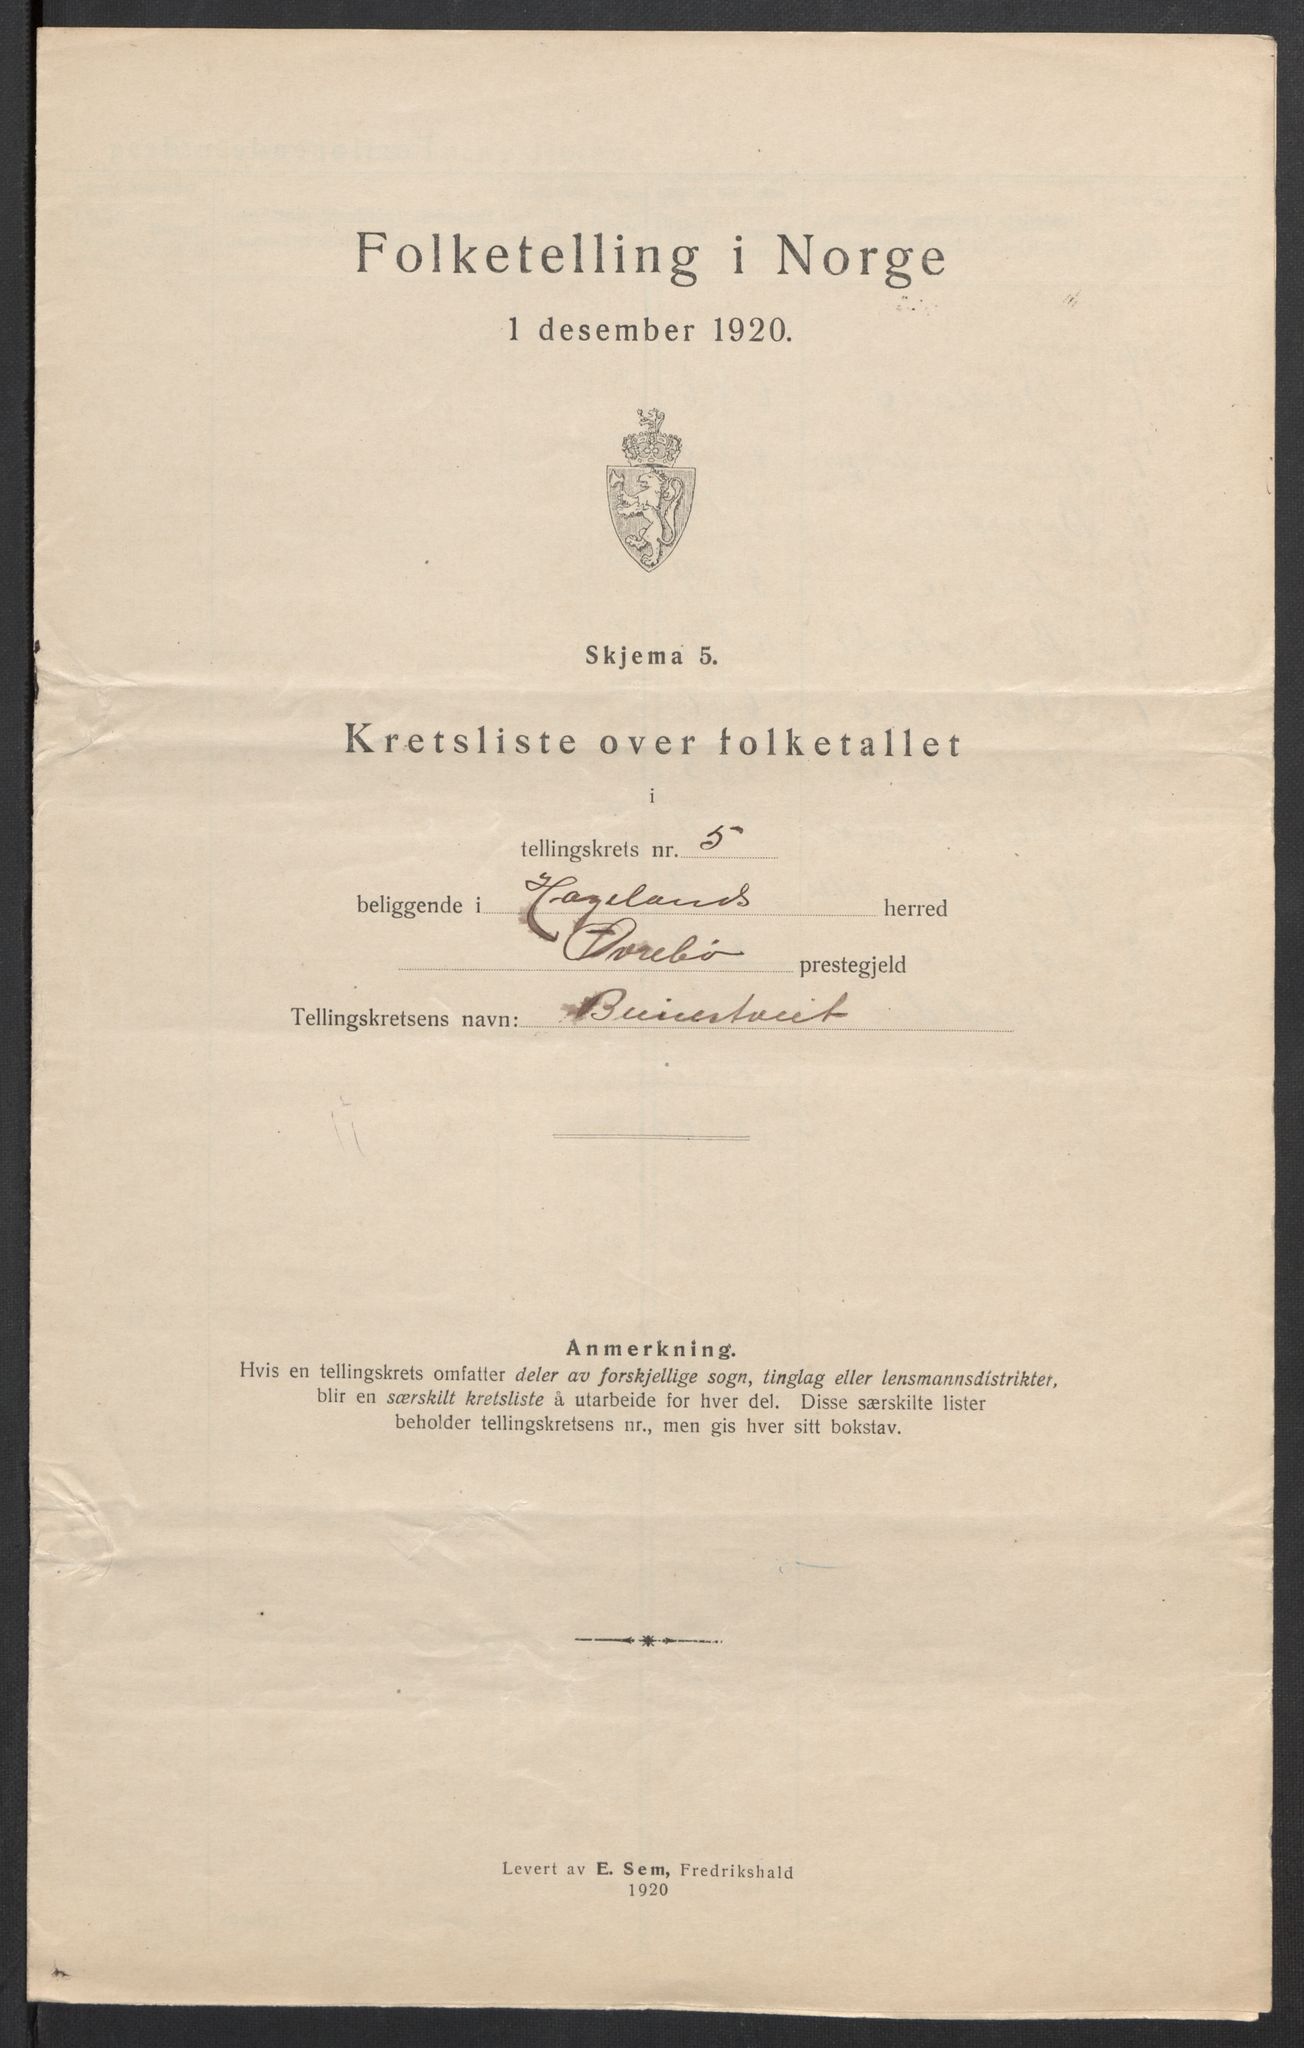 Folketelling i Norge
1 desember 1920.
Skjema 5.
Kretsliste over folketallet
i
tellingskrets nr. 5
beliggende i Hægelands herred
Øvrebø prestegjeld
Tellingskretsens navn:
Anmerkning.
Hvis en tellingskrets omfatter deler av forskjellige sogn, tinglag eller lensmannsdistrikter,
blir en særskilt kretsliste å utarbeide for hver del. Disse særskilte lister
beholder tellingskretsens nr., men gis hver sitt bokstav.
Levert av E. Sem, Fredrikshald
1920